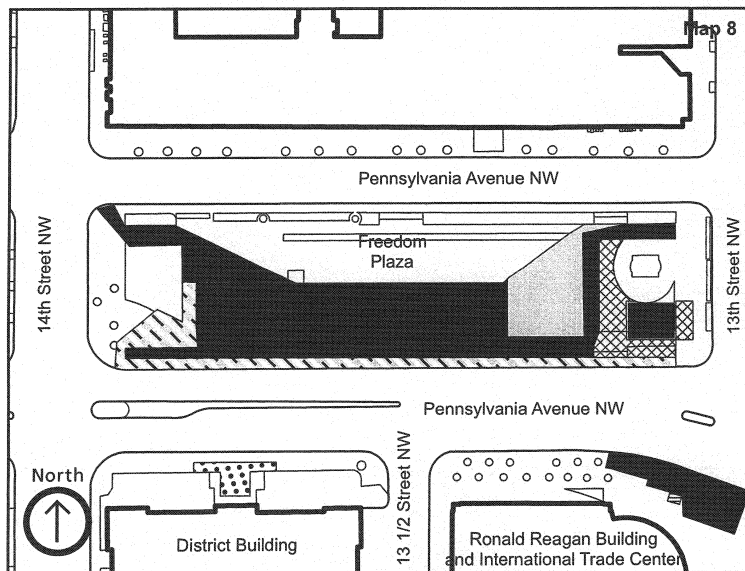 Map 8
Pennsylvania Avenue NW
14th Street NW
Freedom
Plaza
13th Street NW
Pennsylvania Avenue NW
North
13 1/2 Street NW
District Building
Ronald Reagan Building
and International Trade Center